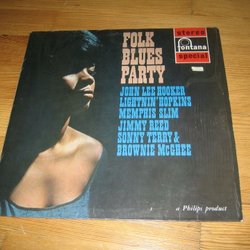 FOLK
BLUES
PARTY
stereo
fontana
special
JOHN LEE HOOKER
LIGHTNIN' HOPKINS
MEMPHIS SLIM
JIMMY REED
SONNY TERRY &
BROWNIE McGHEE
a Philips product